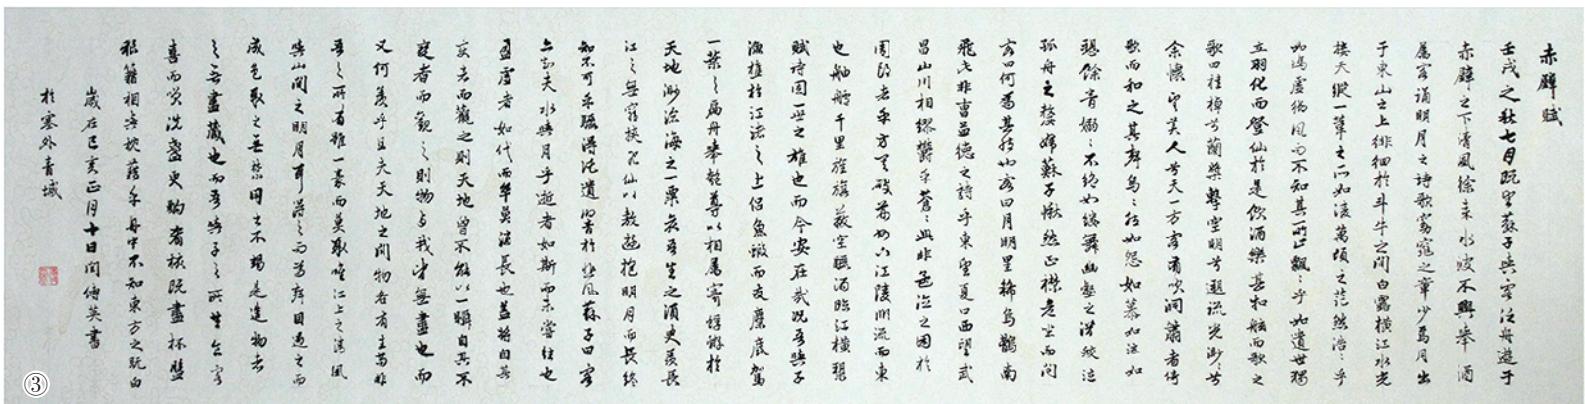 赤壁賦
壬戌之秋七月既望蘇子與客泛舟遊于
赤壁之下清風徐來水波不興舉酒
屬客誦明月之詩歌窈窕之章少焉月出
于東山之上徘徊於斗牛之間白露橫江水光
接天縱一葦之所如凌萬頃之茫然浩〻乎
如馮虛御風而不知其所止飄〻乎如遺世獨
立羽化而登仙於是飲酒樂甚扣舷而歌之
歌曰桂棹兮蘭槳擊空明兮溯流光渺〻兮
余懷望美人兮天一方客有吹洞簫者倚
歌而和之其聲烏〻然如怨如慕如泣如
訴餘音嫋〻不絕如縷舞幽壑之潛蛟泣
孤舟之嫠婦蘇子愀然正襟危坐而問
客曰何為其然也客曰月明星稀烏鵲南
飛此非曹孟德之詩乎東望夏口西望武
昌山川相繆鬱乎蒼〻此非孟德之困於
周郎者乎方其破荊州下江陵順流而東
也舳艫千里旌旗蔽空釃酒臨江橫槊
賦詩固一世之雄也而今安在哉況吾與子
漁樵於江渚之上侶魚蝦而友麋鹿駕
一葉之扁舟舉匏尊以相屬寄蜉蝣於
天地渺滄海之一粟哀吾生之須臾羨長
江之無窮挾飛仙以遨遊抱明月而長終
知不可乎驟得託遺響於悲風蘇子曰客
亦知夫水與月乎逝者如斯而未嘗往也
盈虛者如代而卒莫消長也蓋將自其
變者而觀之則天地曾不能以一瞬自其不
變者而觀之則物與我皆無盡也而
又何羨乎且夫天地之間物各有主苟非
吾之所有雖一毫而莫取惟江上之清風
與山間之明月耳得之而為聲目遇之而
成色取之無禁用之不竭是造物者
之無盡藏也而吾與子之所共食客
喜而笑洗盞更酌肴核既盡杯盤
狼籍相與枕藉乎舟中不知東方之既白
歲在己亥正月十日閆傳英書
於塞外青城
③